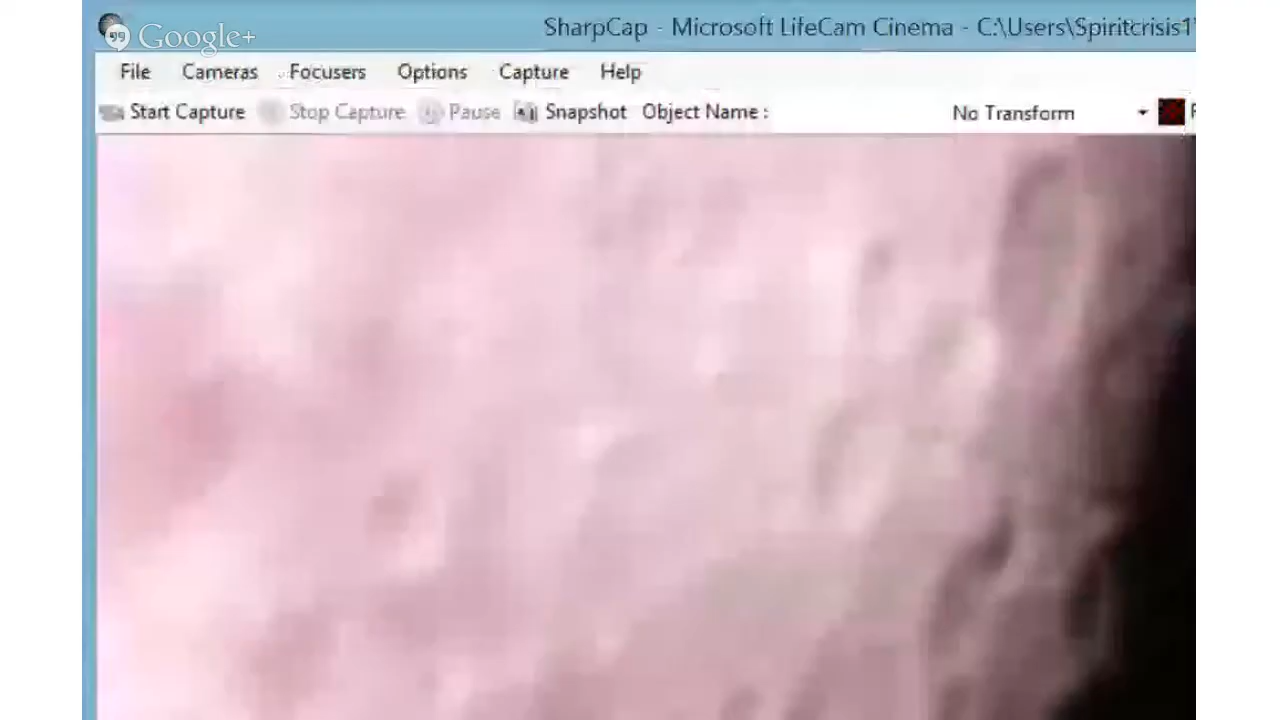 Google+
SharpCap - Microsoft LifeCam Cinema - C:\Users\Spiritcrisis1
File Cameras Focusers Options Capture Help
Start Capture Stop Capture Pause Snapshot Object Name : No Transform